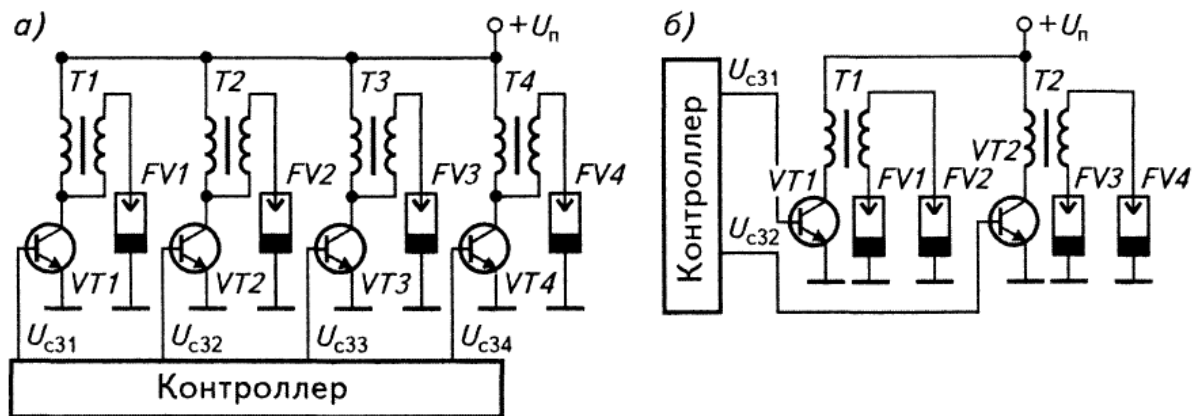 а)
+Uп
T1 T2 T3 T4
FV1 FV2 FV3 FV4
VT1 VT2 VT3 VT4
Uсз1 Uсз2 Uсз3 Uсз4
Контроллер
б)
+Uп
Uсз1
T1 T2
VT2
VT1 FV1 FV2 FV3 FV4
Uсз2
Контроллер